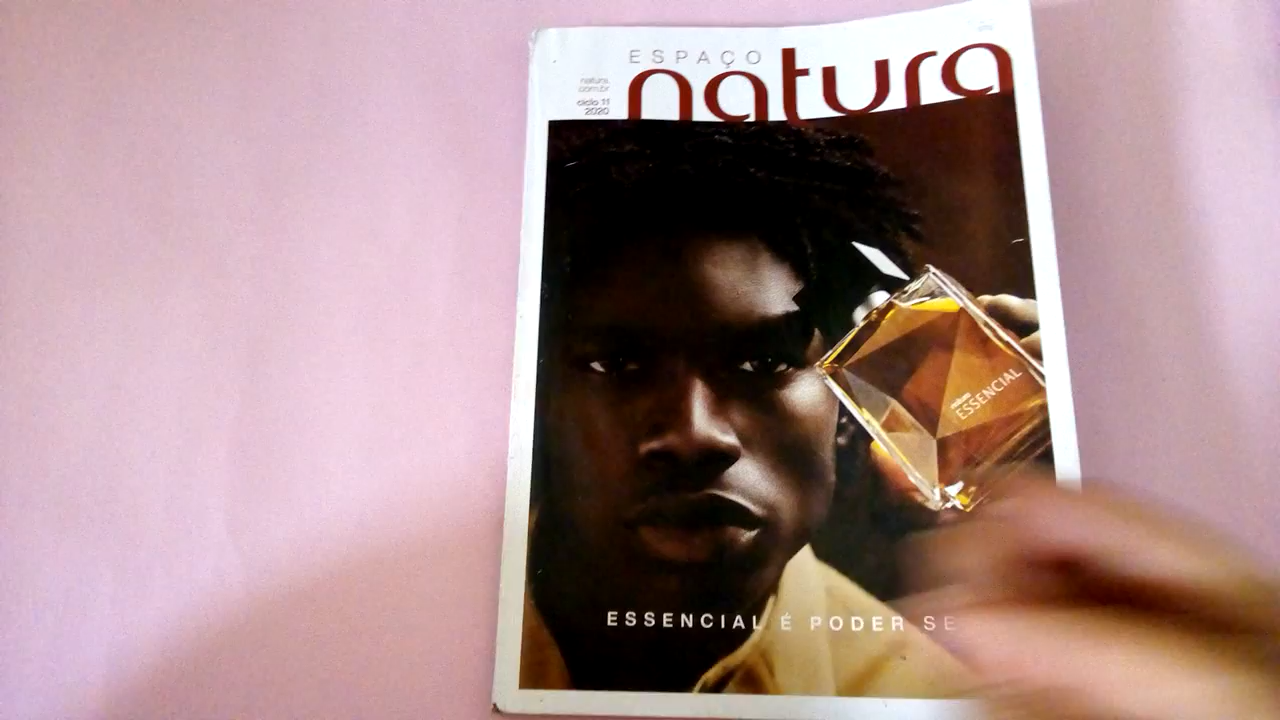 ESPAÇO
natura
natura.
com.br
ciclo 11
2020
natura
ESSENCIAL
ESSENCIAL É PODER SE